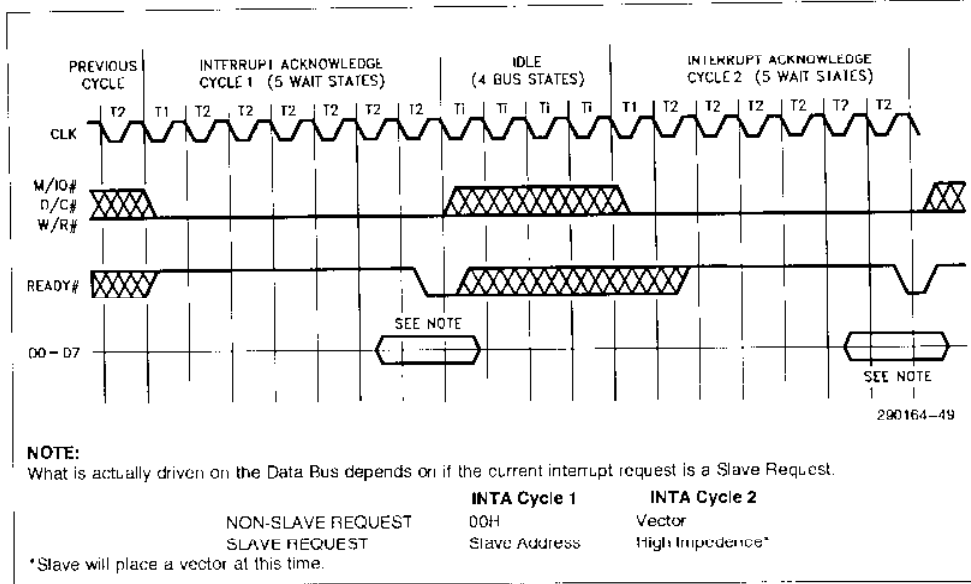 PREVIOUS CYCLE
INTERRUPT ACKNOWLEDGE CYCLE 1 (5 WAIT STATES)
IDLE (4 BUS STATES)
INTERRUPT ACKNOWLEDGE CYCLE 2 (5 WAIT STATES)
T2 T1 T2 T2 T2 T2 T2 T2 Ti Ti Ti Ti T1 T2 T2 T2 T2 T2 T2
CLK
M/IO#
D/C#
W/R#
READY#
SEE NOTE
D0-D7
SEE NOTE
290164-49
NOTE:
What is actually driven on the Data Bus depends on if the current interrupt request is a Slave Request.
INTA Cycle 1 INTA Cycle 2
NON-SLAVE REQUEST 00H Vector
SLAVE REQUEST Slave Address High Impedence*
*Slave will place a vector at this time.